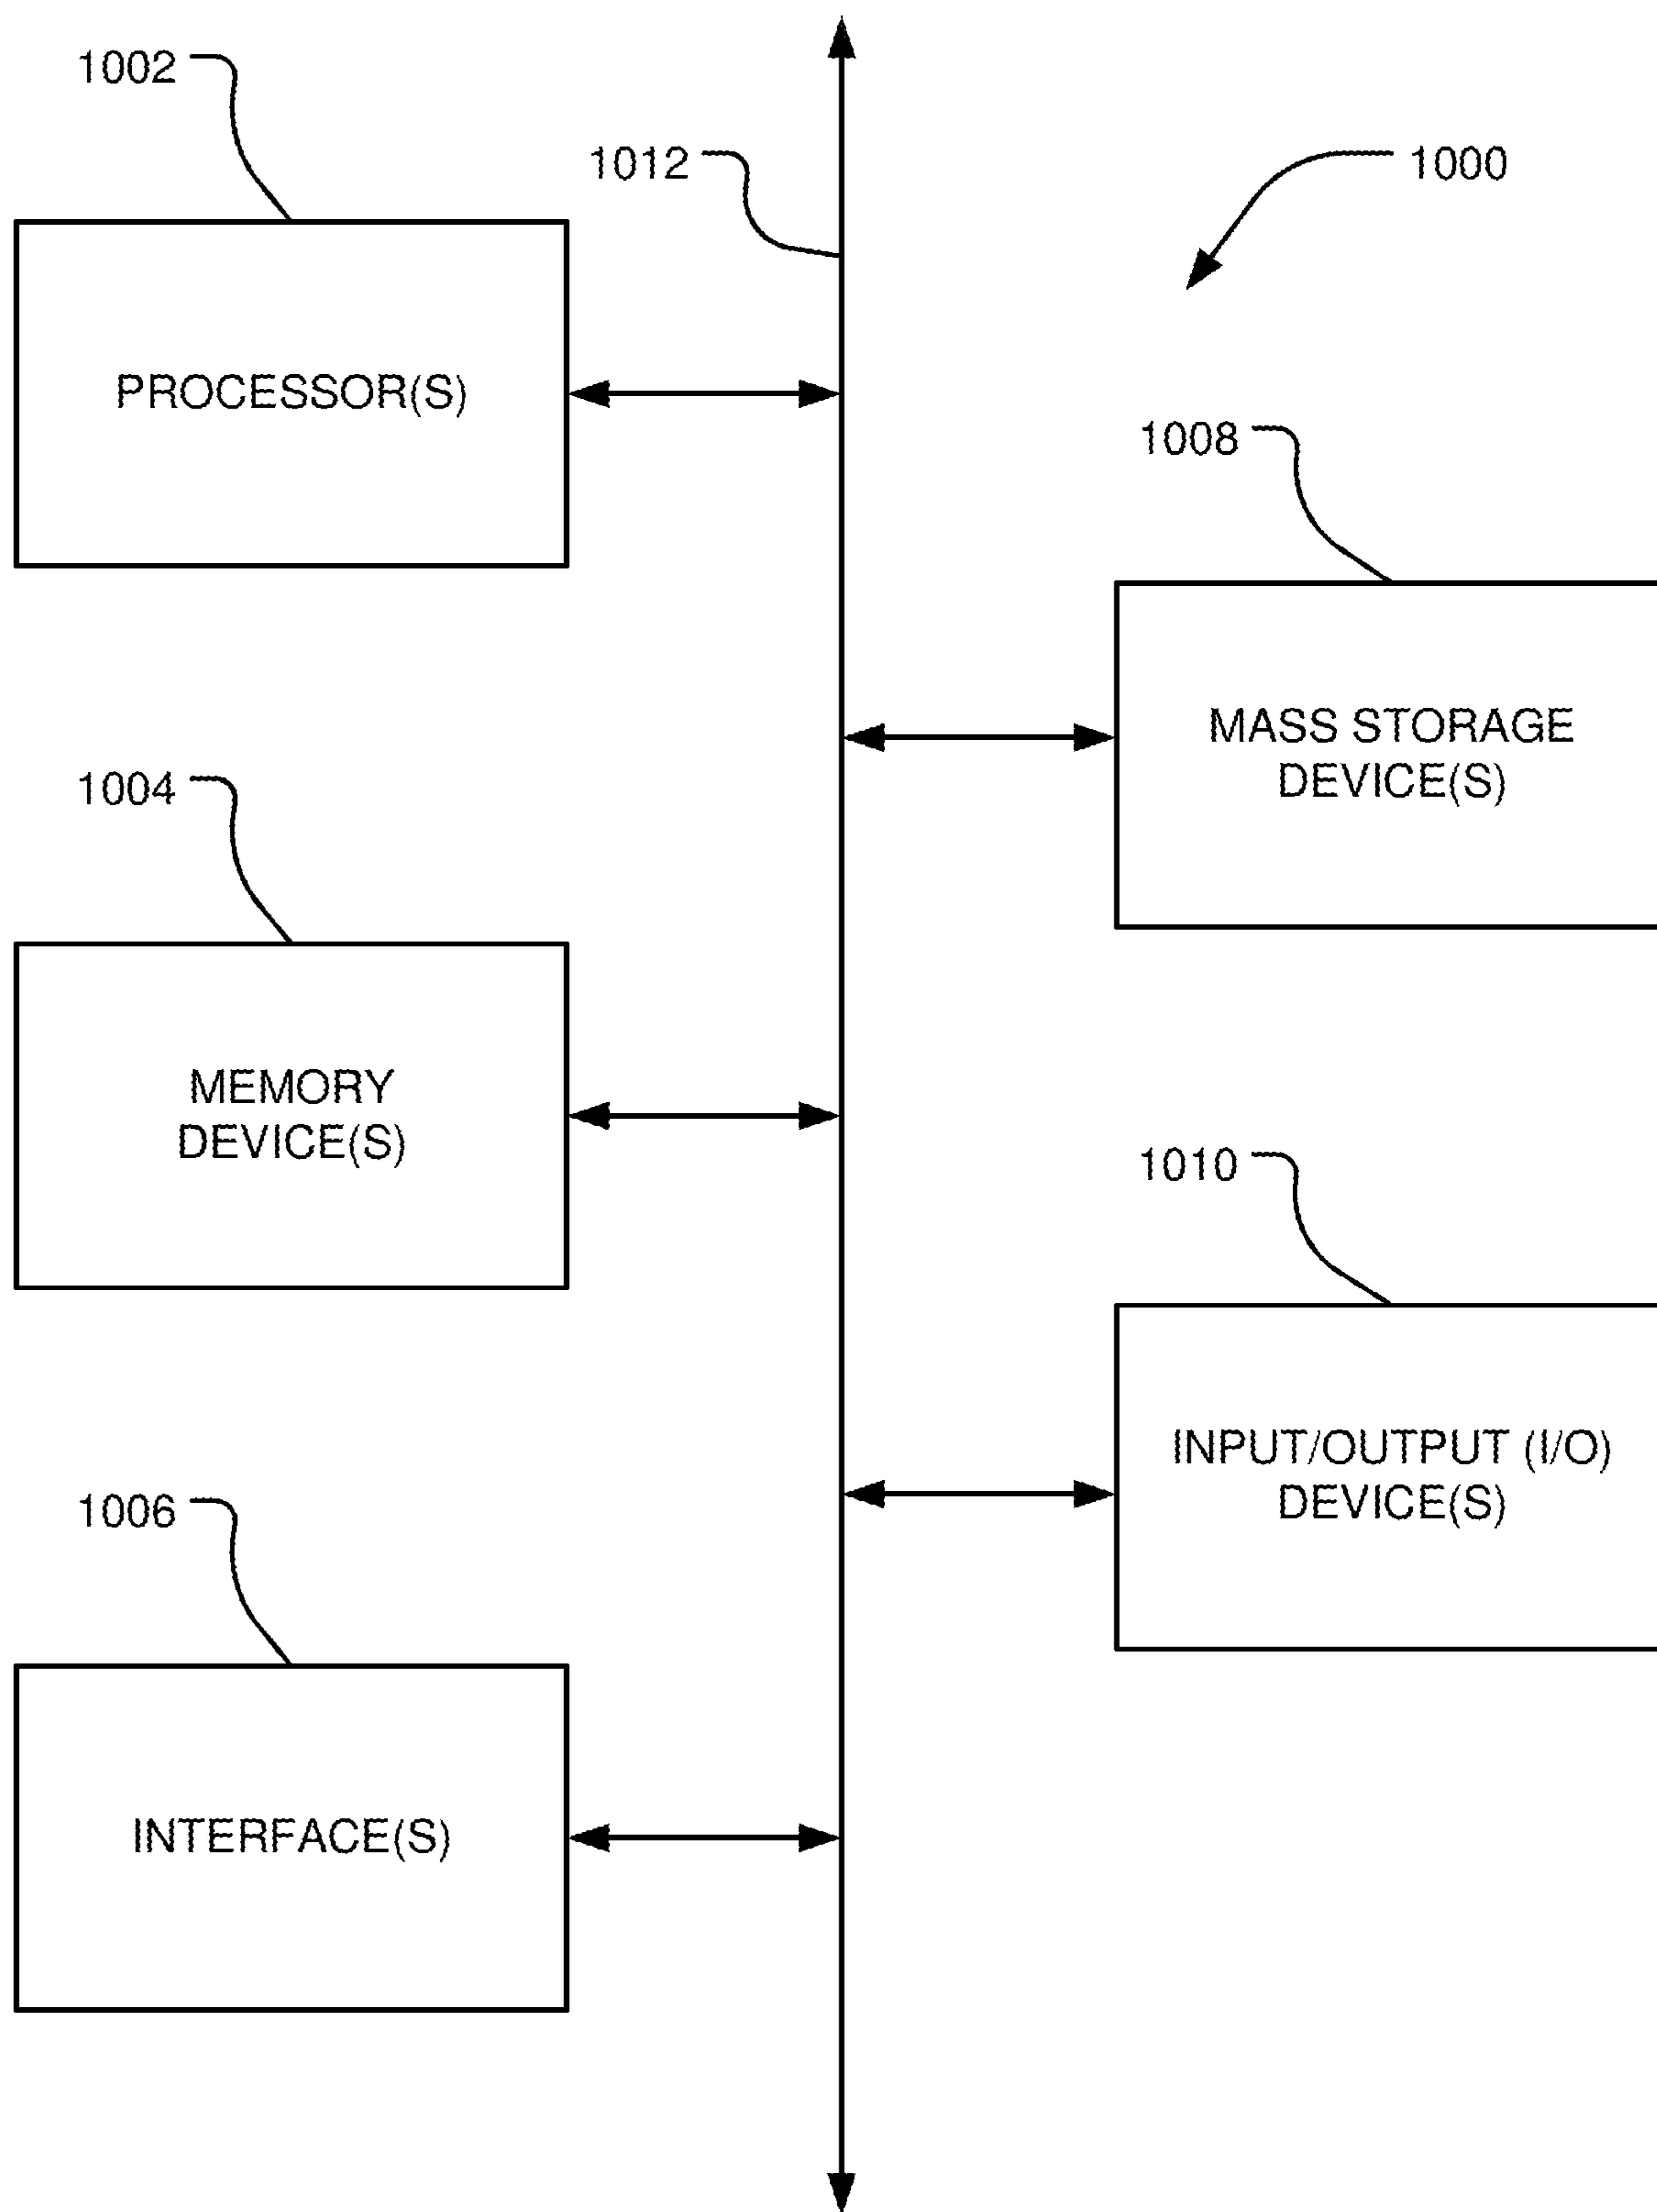 1002
1012
1000
PROCESSOR(S)
1008
MASS STORAGE
DEVICE(S)
1004
MEMORY
DEVICE(S)
1010
INPUT/OUTPUT (I/O)
DEVICE(S)
1006
INTERFACE(S)